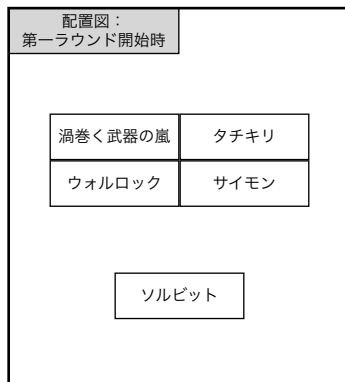 配置図：
第一ラウンド開始時
渦巻く武器の嵐
タチキリ
ウォルロック
サイモン
ソルビット